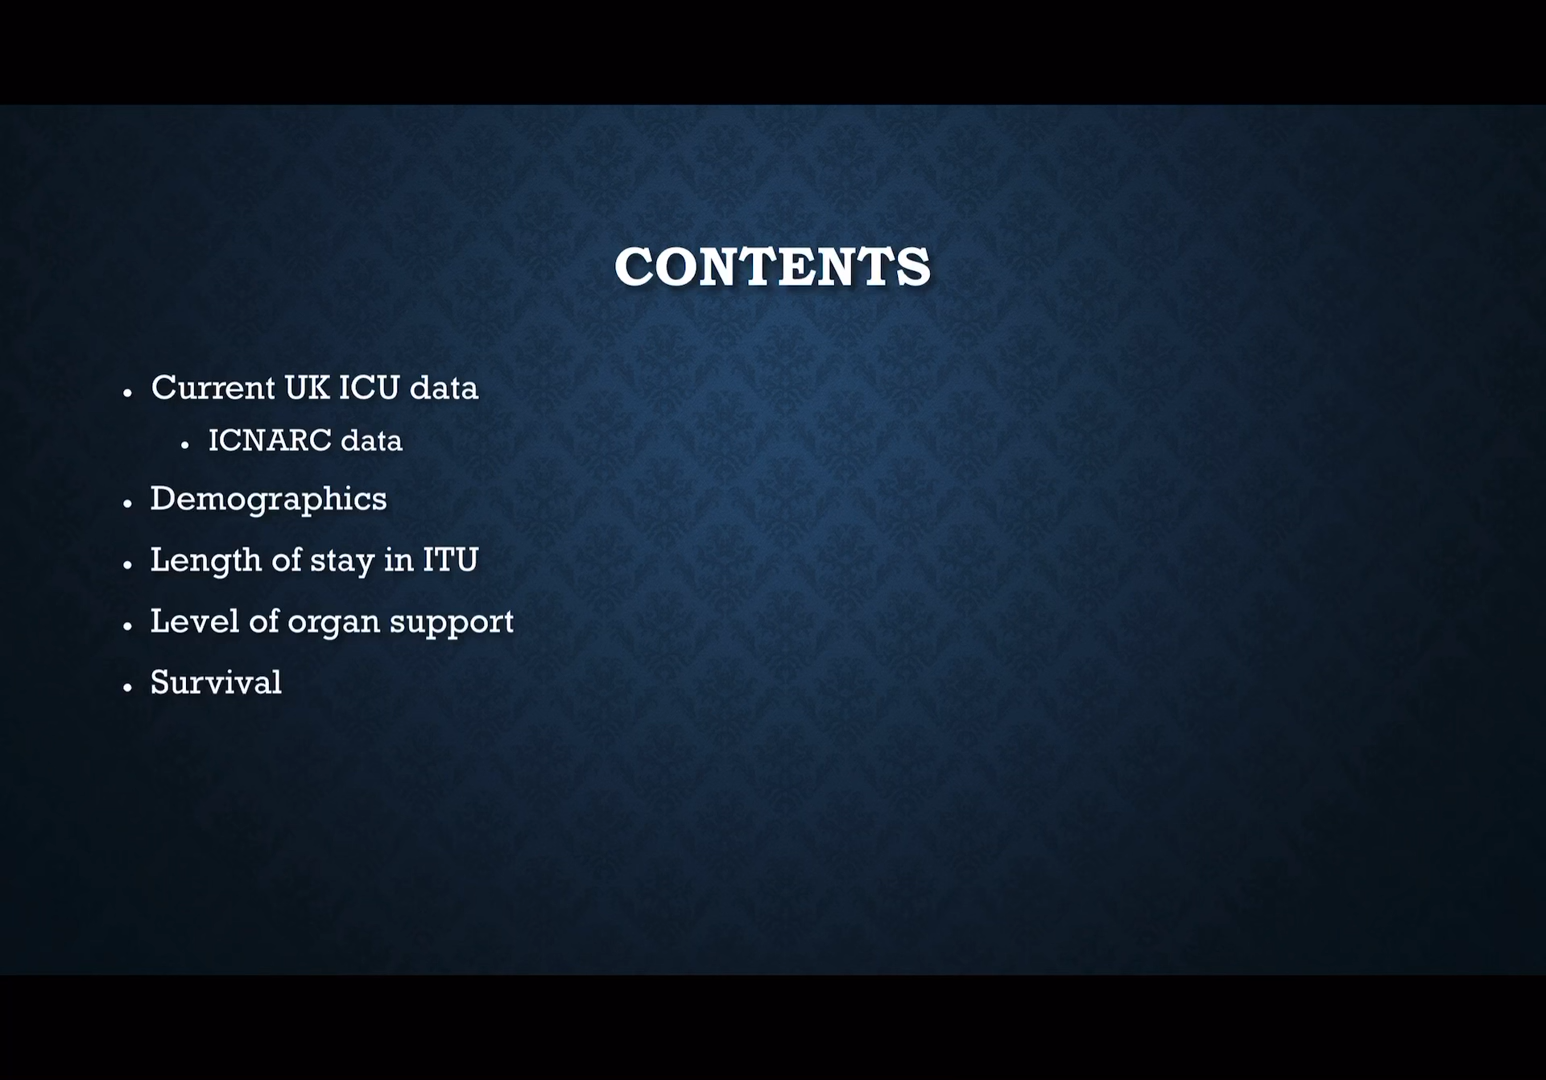 CONTENTS
• Current UK ICU data
• ICNARC data
• Demographics
• Length of stay in ITU
• Level of organ support
• Survival